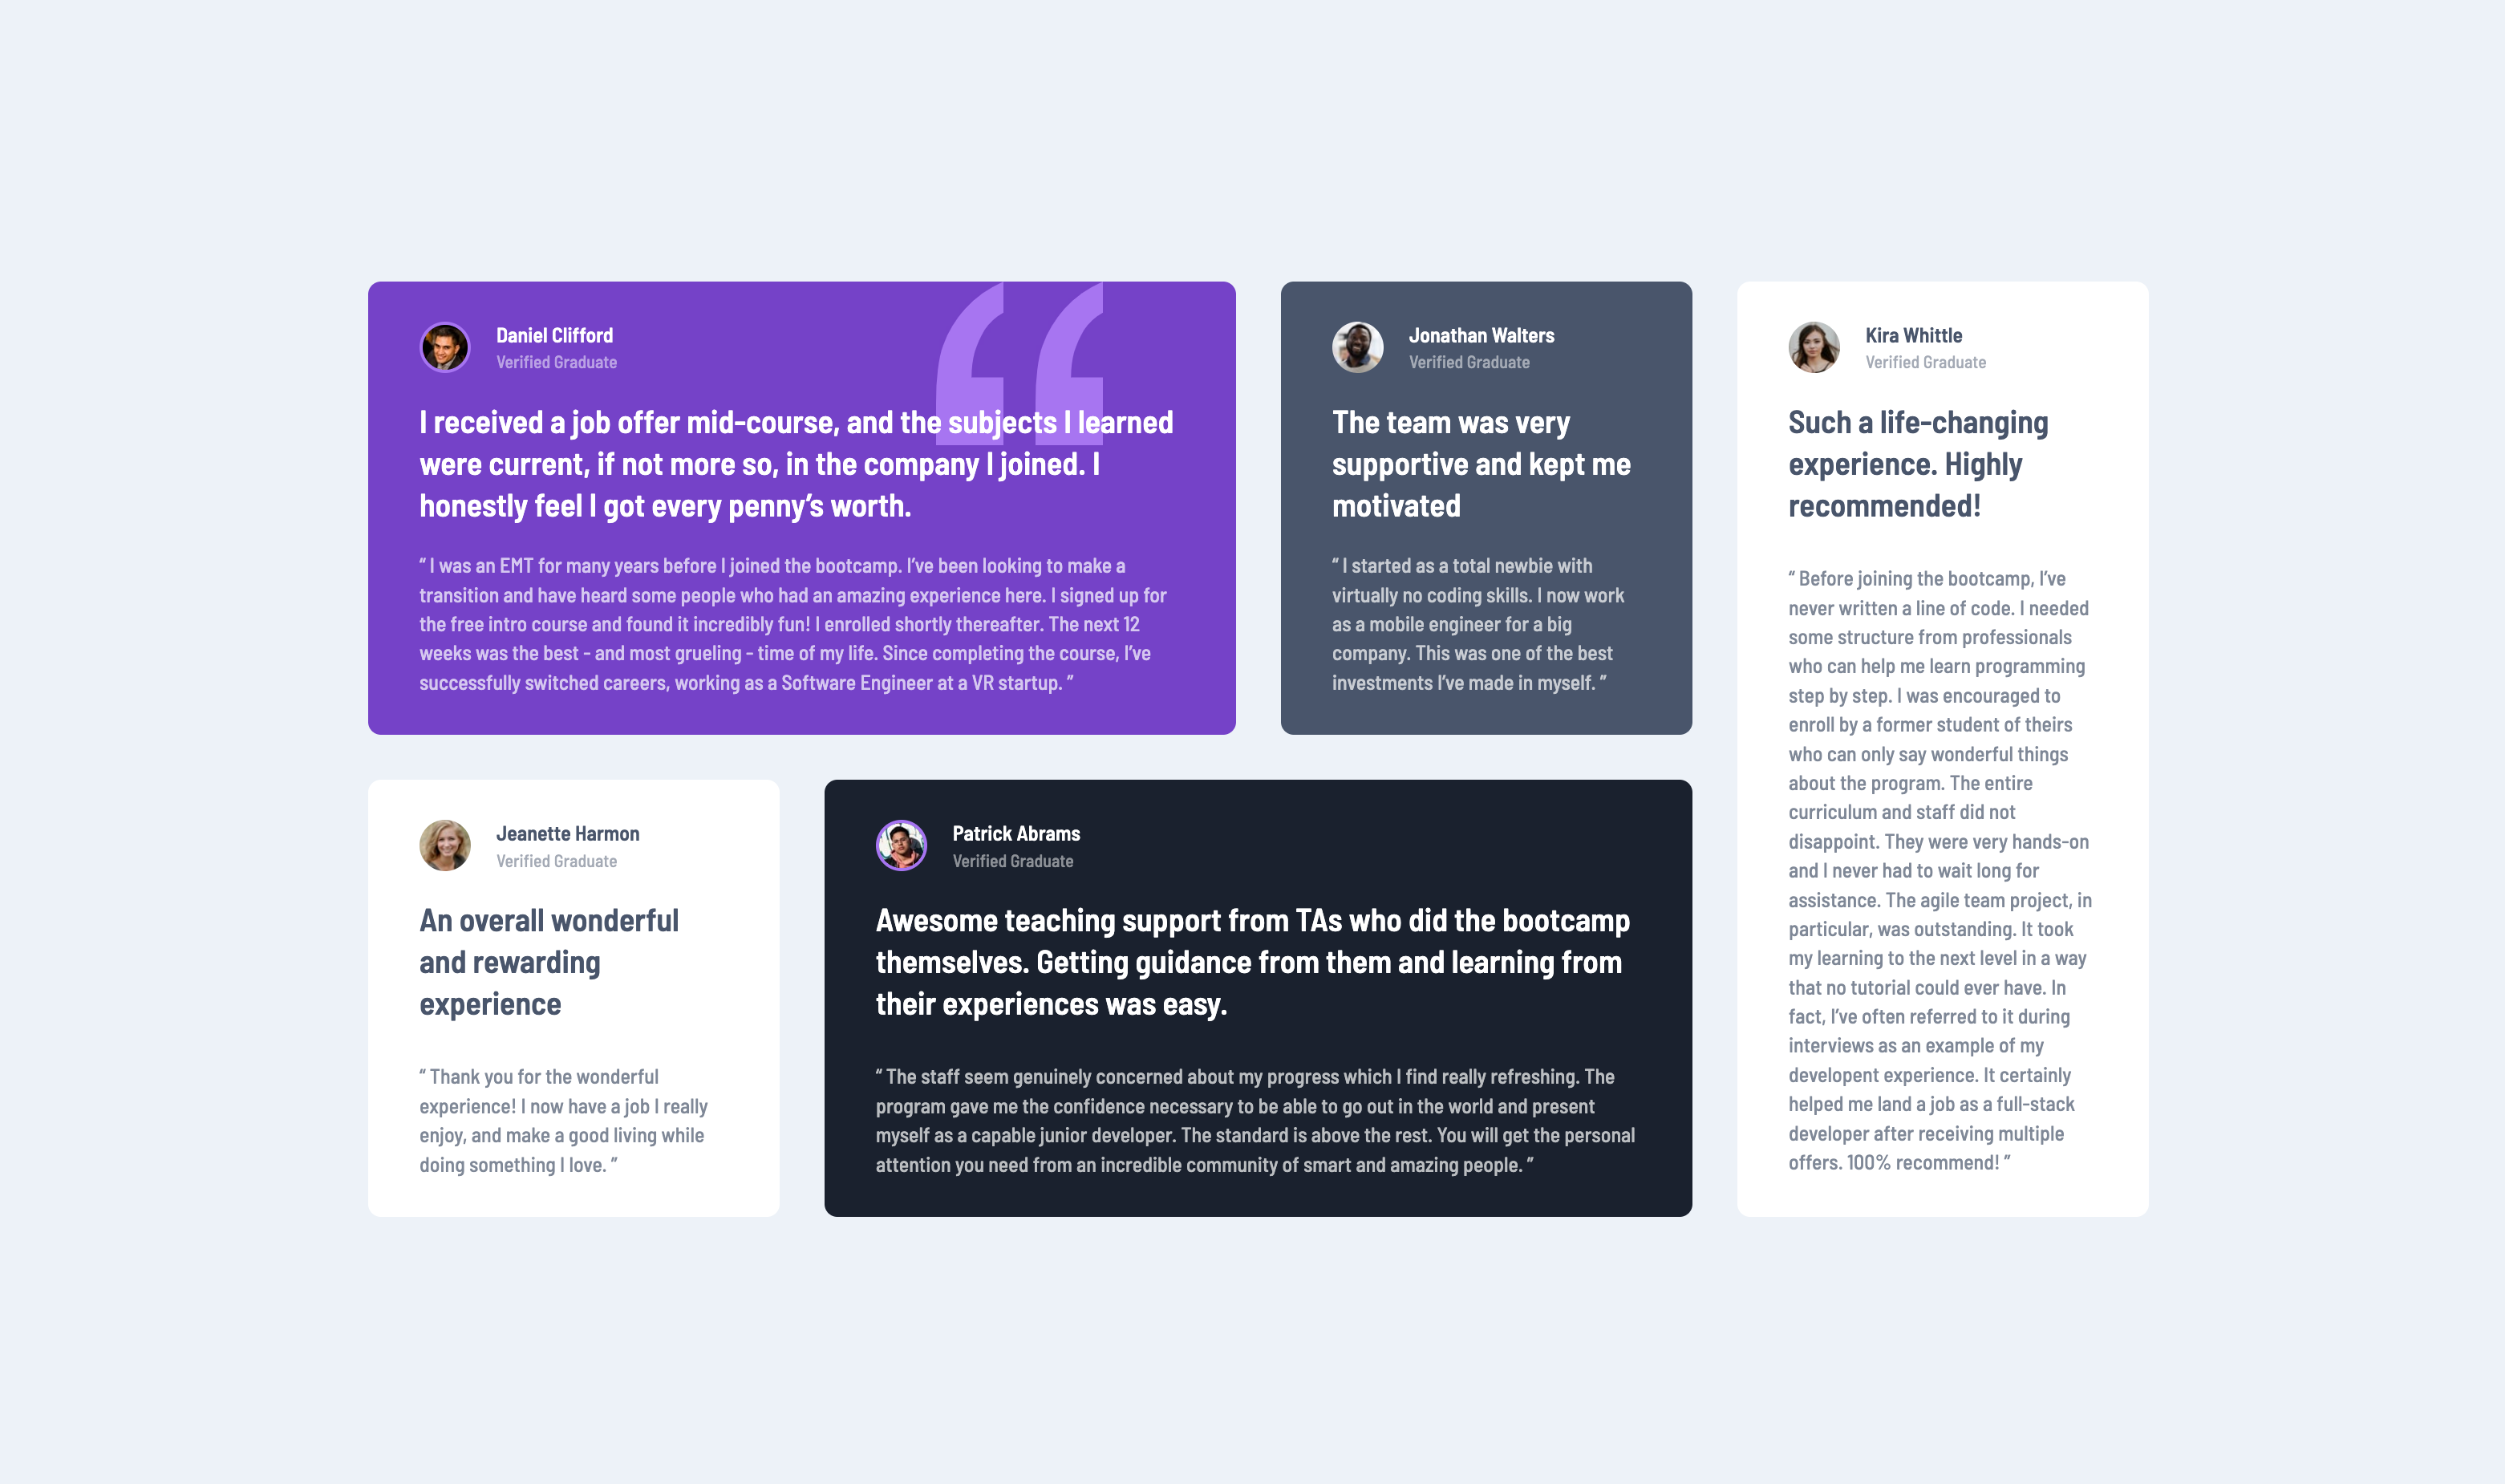 Daniel Clifford
Verified Graduate
I received a job offer mid-course, and the subjects I learned
were current, if not more so, in the company I joined. I
honestly feel I got every penny’s worth.
“ I was an EMT for many years before I joined the bootcamp. I’ve been looking to make a
transition and have heard some people who had an amazing experience here. I signed up for
the free intro course and found it incredibly fun! I enrolled shortly thereafter. The next 12
weeks was the best - and most grueling - time of my life. Since completing the course, I’ve
successfully switched careers, working as a Software Engineer at a VR startup. ”
Jonathan Walters
Verified Graduate
The team was very
supportive and kept me
motivated
“ I started as a total newbie with
virtually no coding skills. I now work
as a mobile engineer for a big
company. This was one of the best
investments I’ve made in myself. ”
Kira Whittle
Verified Graduate
Such a life-changing
experience. Highly
recommended!
“ Before joining the bootcamp, I’ve
never written a line of code. I needed
some structure from professionals
who can help me learn programming
step by step. I was encouraged to
enroll by a former student of theirs
who can only say wonderful things
about the program. The entire
curriculum and staff did not
disappoint. They were very hands-on
and I never had to wait long for
assistance. The agile team project, in
particular, was outstanding. It took
my learning to the next level in a way
that no tutorial could ever have. In
fact, I’ve often referred to it during
interviews as an example of my
developent experience. It certainly
helped me land a job as a full-stack
developer after receiving multiple
offers. 100% recommend! ”
Jeanette Harmon
Verified Graduate
An overall wonderful
and rewarding
experience
“ Thank you for the wonderful
experience! I now have a job I really
enjoy, and make a good living while
doing something I love. ”
Patrick Abrams
Verified Graduate
Awesome teaching support from TAs who did the bootcamp
themselves. Getting guidance from them and learning from
their experiences was easy.
“ The staff seem genuinely concerned about my progress which I find really refreshing. The
program gave me the confidence necessary to be able to go out in the world and present
myself as a capable junior developer. The standard is above the rest. You will get the personal
attention you need from an incredible community of smart and amazing people. ”